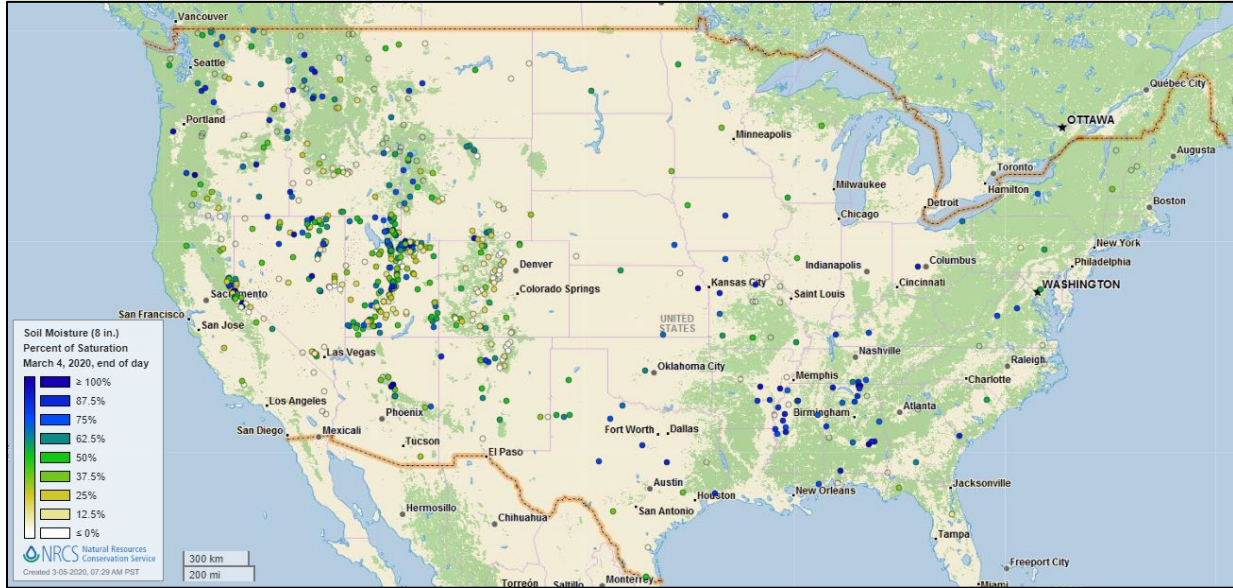 Vancouver
Seattle
Portland
Québec City
OTTAWA
Augusta
Minneapolis
Toronto
Hamilton
Milwaukee
Detroit
Boston
Chicago
New York
Philadelphia
Denver
Indianapolis
Columbus
Colorado Springs
Kansas City
Cincinnati
WASHINGTON
Saint Louis
Sacramento
San Francisco
San Jose
UNITED
STATES
Las Vegas
Nashville
Raleigh
Oklahoma City
Memphis
Charlotte
Los Angeles
Phoenix
Birmingham
Atlanta
San Diego
Mexicali
Fort Worth
Dallas
Tucson
El Paso
Austin
Houston
New Orleans
Jacksonville
San Antonio
Hermosillo
Chihuahua
Tampa
Freeport City
Monterrey
Torreón
Saltillo
Miami
Soil Moisture (8 in.)
Percent of Saturation
March 4, 2020, end of day
≥ 100%
87.5%
75%
62.5%
50%
37.5%
25%
12.5%
≤ 0%
NRCS Natural Resources
Conservation Service
Created 3-05-2020, 07:29 AM PST
300 km
200 mi